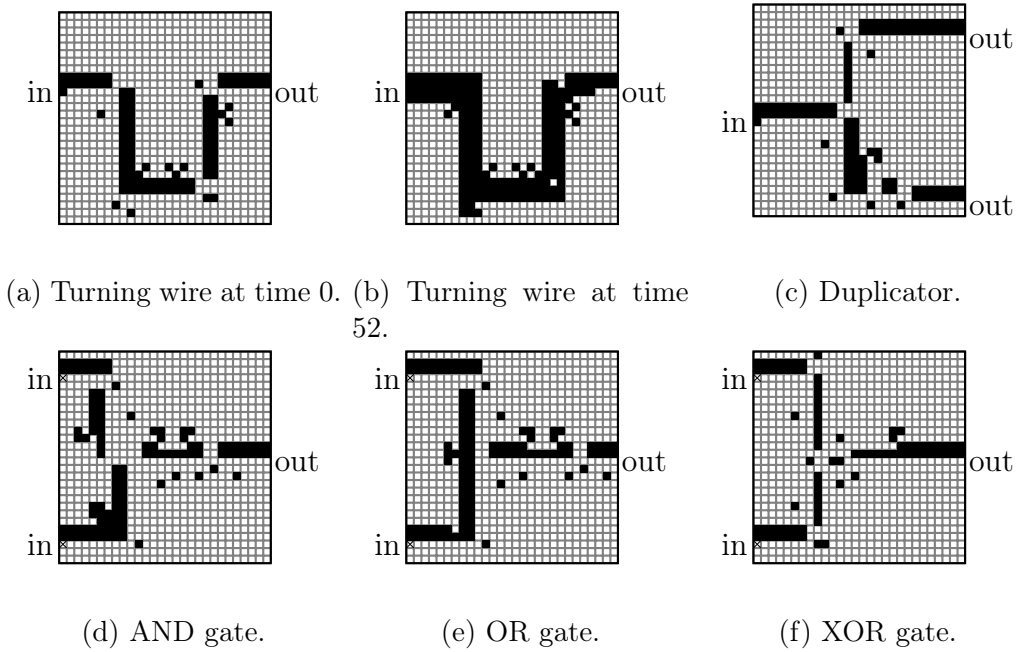 in out
in out
in out out
(a) Turning wire at time 0.
(b) Turning wire at time
52.
(c) Duplicator.
in in out
in in out
in in out
(d) AND gate.
(e) OR gate.
(f) XOR gate.